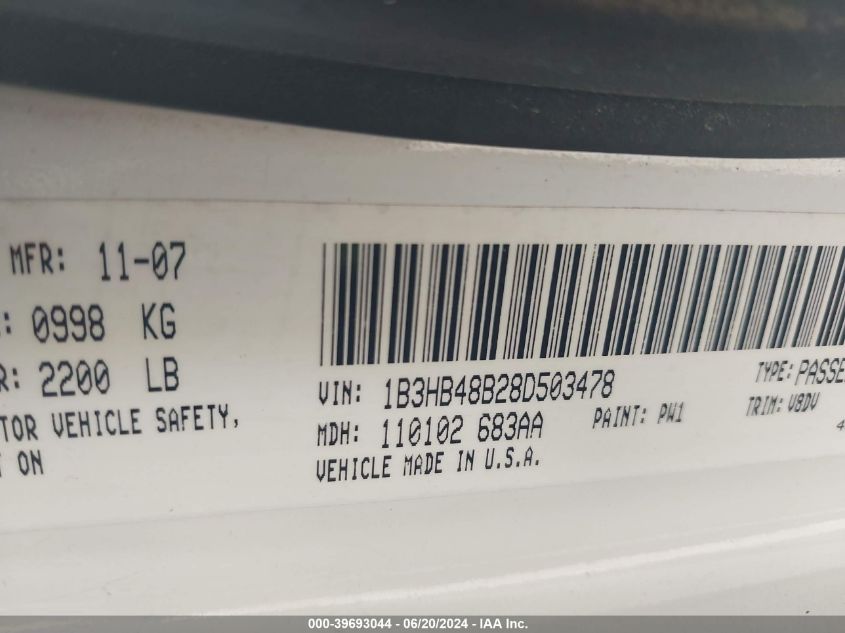 MFR: 11-07
: 0998 KG
R: 2200 LB
TOR VEHICLE SAFETY,
ON
VIN: 1B3HB48B28D503478
TYPE: PASSE
MDH: 110102 683AA
PAINT: PW1
TRIM: V8DV
VEHICLE MADE IN U.S.A.
4
000-39693044 / 06/20/2024 - IAA Inc.